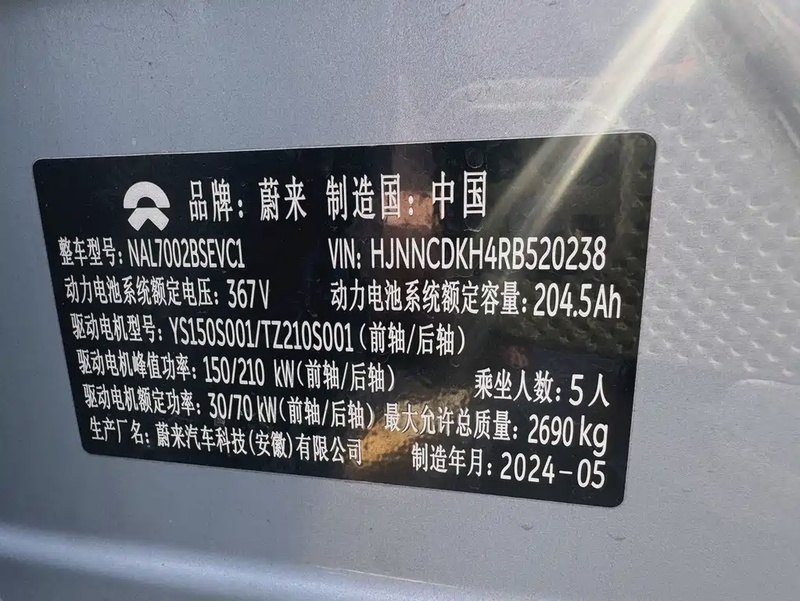 品牌：蔚来 制造国：中国
整车型号：NAL7002BSEVC1 VIN：HJNNCDKH4RB520238
动力电池系统额定电压：367V 动力电池系统额定容量：204.5Ah
驱动电机型号：YS150S001/TZ210S001（前轴/后轴）
驱动电机峰值功率：150/210 kW（前轴/后轴） 乘坐人数：5人
驱动电机额定功率：30/70 kW（前轴/后轴） 最大允许总质量：2690 kg
生产厂名：蔚来汽车科技（安徽）有限公司 制造年月：2024-05